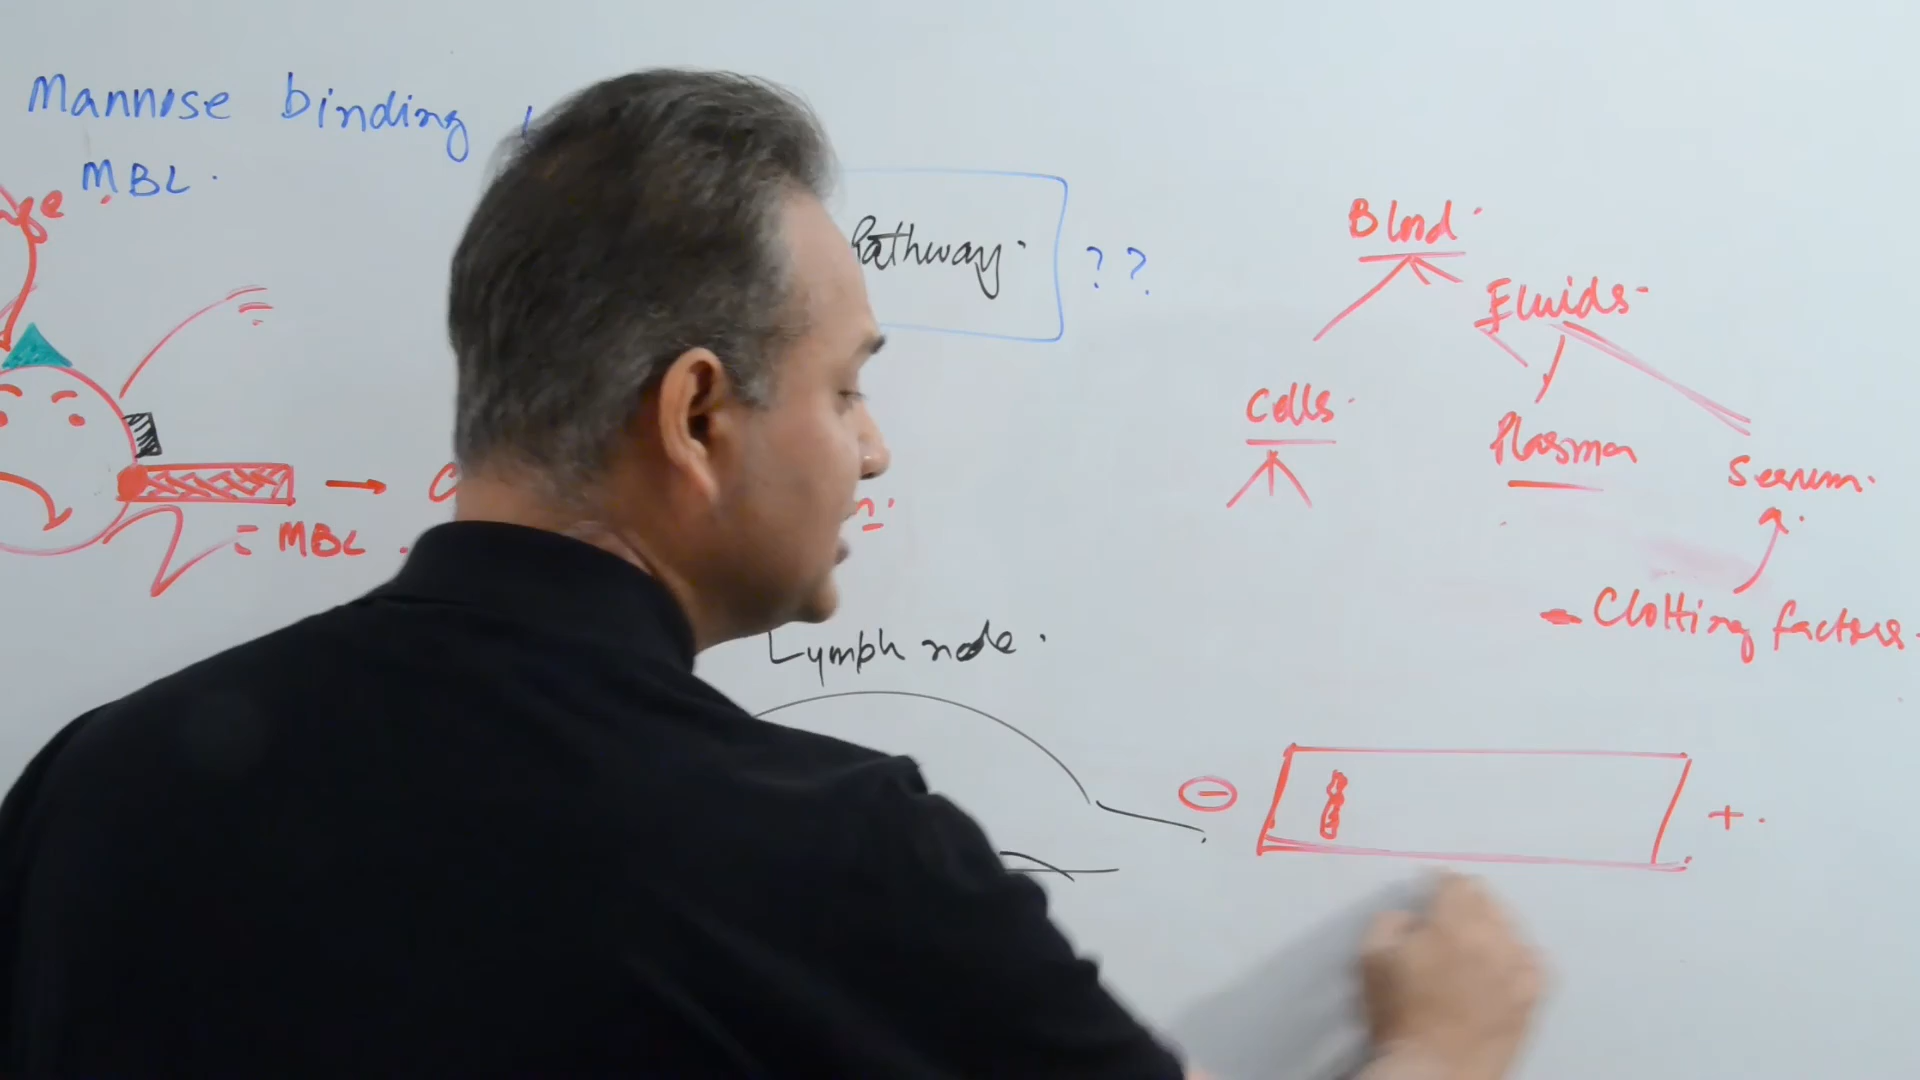 Mannose binding
MBL.
Pathway.
??
= MBL.
Lymph node.
Blood.
Fluids.
Cells.
Plasma
Serum.
- Clotting factors.
-
+.